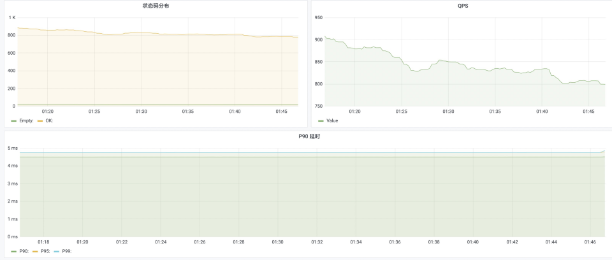 状态码分布
1 K
800
600
400
200
0
01:20 01:25 01:30 01:35 01:40 01:45
Empty OK
QPS
950
900
850
800
750
01:20 01:25 01:30 01:35 01:40 01:45
Value
P90 延时
5 ms
4 ms
3 ms
2 ms
1 ms
0 ms
01:18 01:20 01:22 01:24 01:26 01:28 01:30 01:32 01:34 01:36 01:38 01:40 01:42 01:44 01:46
P90: P95: P99: